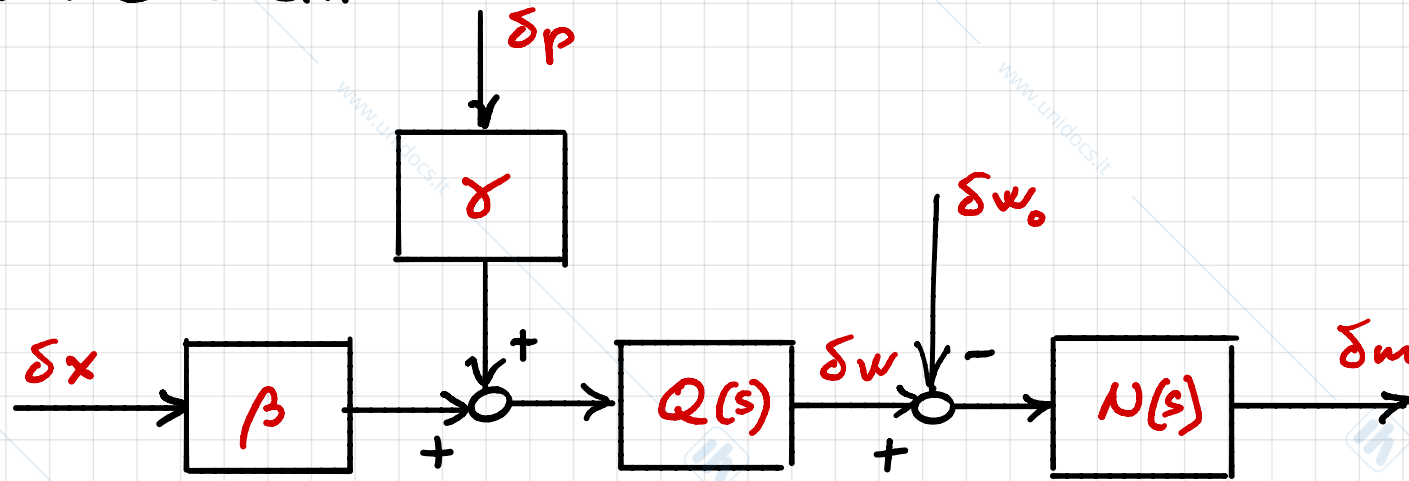 δp
www.unidocs.it
www.unidocs.it
γ
δw₀
+
δx
β
+
Q(s)
δw
-
+
N(s)
δm